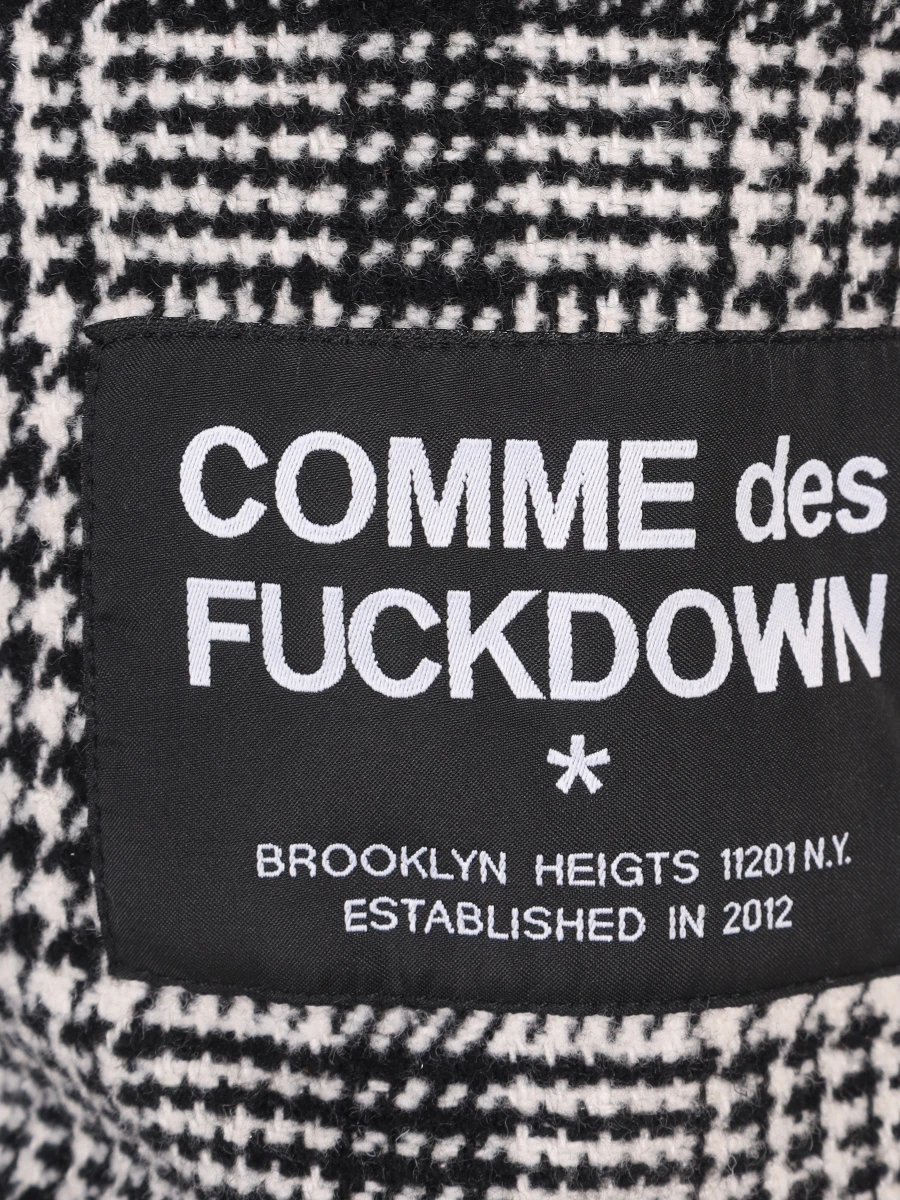 COMME des
FUCKDOWN
*
BROOKLYN HEIGTS 11201 N.Y.
ESTABLISHED IN 2012